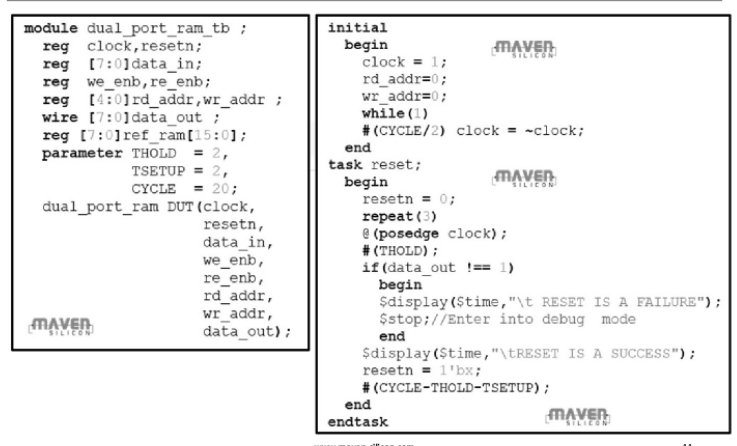 module dual_port_ram_tb ;
reg clock,resetn;
reg [7:0]data_in;
reg we_enb,re_enb;
reg [4:0]rd_addr,wr_addr ;
wire [7:0]data_out ;
reg [7:0]ref_ram[15:0];
parameter THOLD = 2,
TSETUP = 2,
CYCLE = 20;
dual_port_ram DUT(clock,
resetn,
data_in,
we_enb,
re_enb,
rd_addr,
wr_addr,
data_out);
MAVEN
SILICON
initial
begin
MAVEN
SILICON
clock = 1;
rd_addr=0;
wr_addr=0;
while(1)
#(CYCLE/2) clock = ~clock;
end
task reset;
begin
MAVEN
SILICON
resetn = 0;
repeat(3)
@(posedge clock);
#(THOLD);
if(data_out !== 1)
begin
$display($time,"\t RESET IS A FAILURE");
$stop;//Enter into debug mode
end
$display($time,"\tRESET IS A SUCCESS");
resetn = 1'bx;
#(CYCLE-THOLD-TSETUP);
end
endtask
MAVEN
SILICON